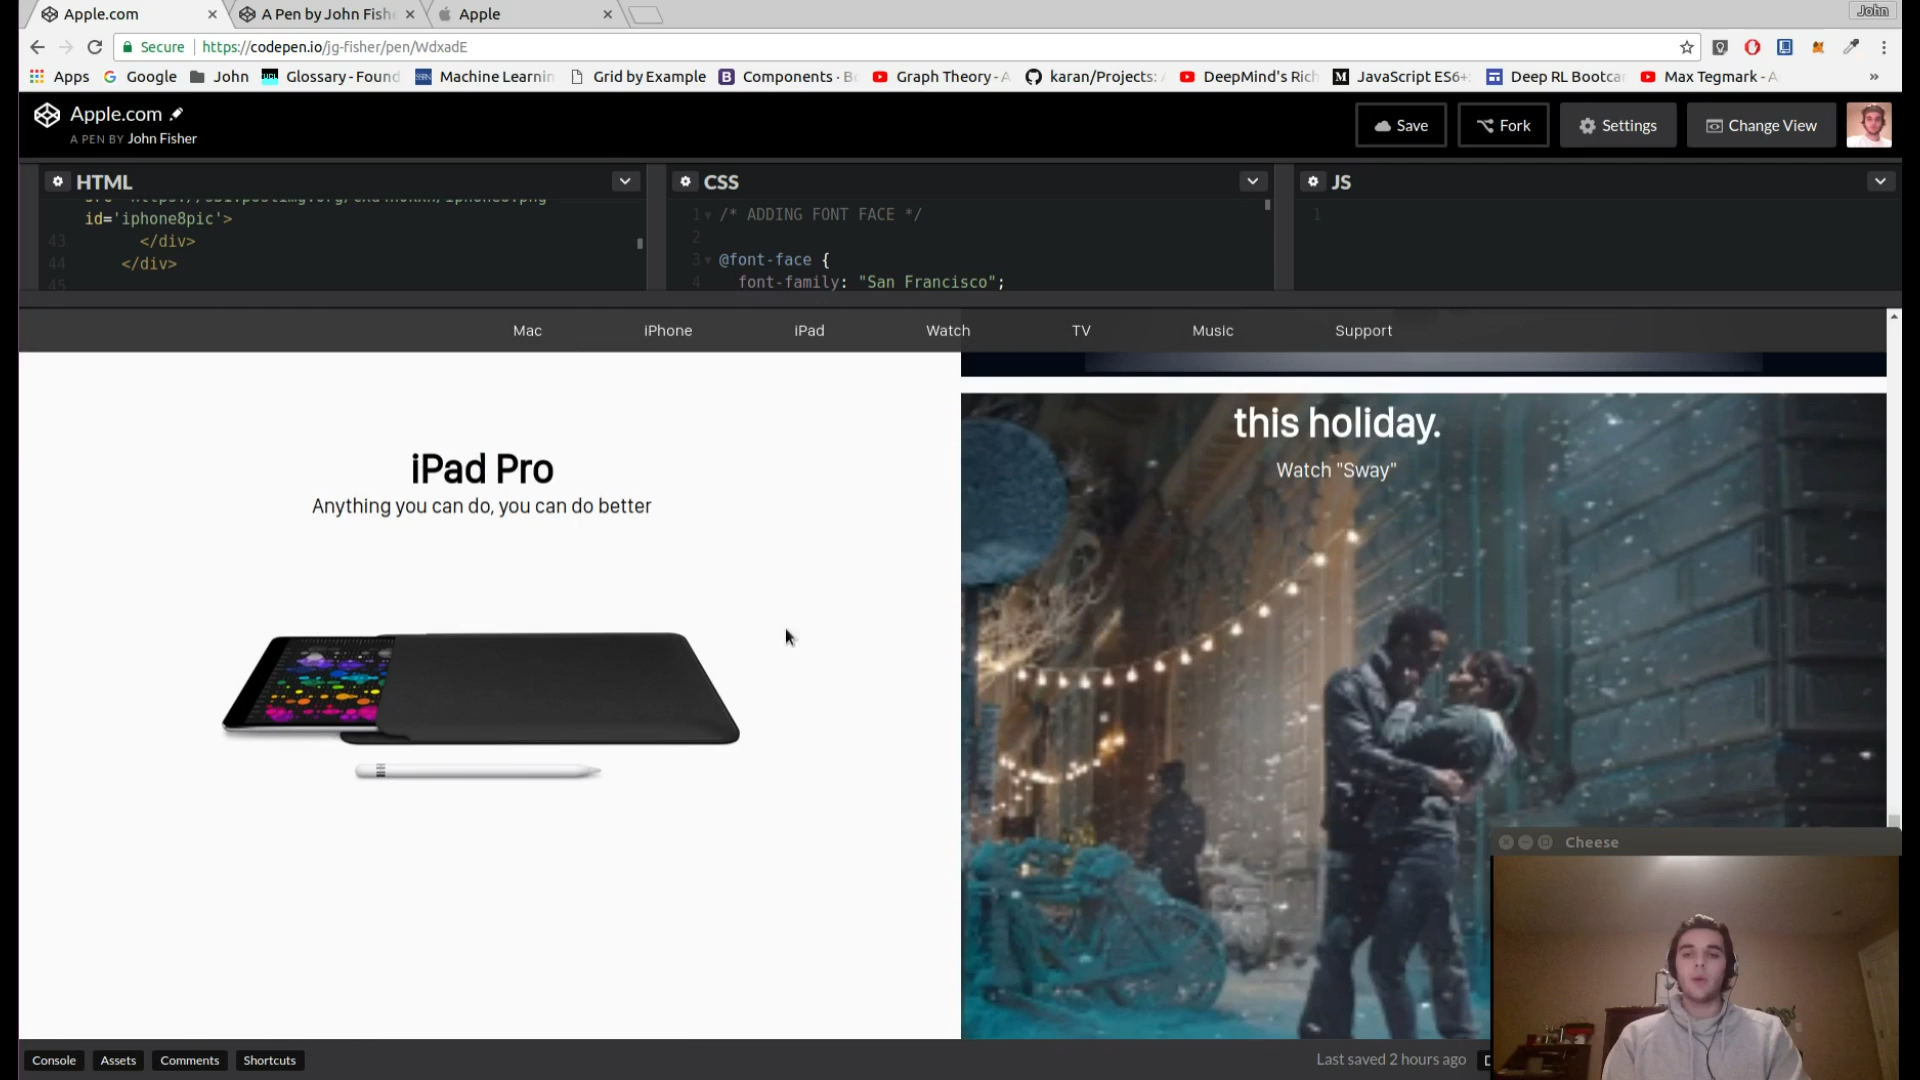 Apple.com
A Pen by John Fishe
Apple
John
Secure
https://codepen.io/jg-fisher/pen/WdxadE
Apps
Google
John
Glossary - Found
Machine Learnin
Grid by Example
Components · B
Graph Theory - A
karan/Projects:
DeepMind's Rich
JavaScript ES6+
Deep RL Bootca
Max Tegmark - A
»
Apple.com
A PEN BY John Fisher
Save
Fork
Settings
Change View
HTML
CSS
JS
id='iphone8pic'>
43 </div>
44 </div>
45
1 /* ADDING FONT FACE */
2
3 @font-face {
4 font-family: "San Francisco";
1
Mac
iPhone
iPad
Watch
TV
Music
Support
iPad Pro
Anything you can do, you can do better
this holiday.
Watch "Sway"
Cheese
Console
Assets
Comments
Shortcuts
Last saved 2 hours ago